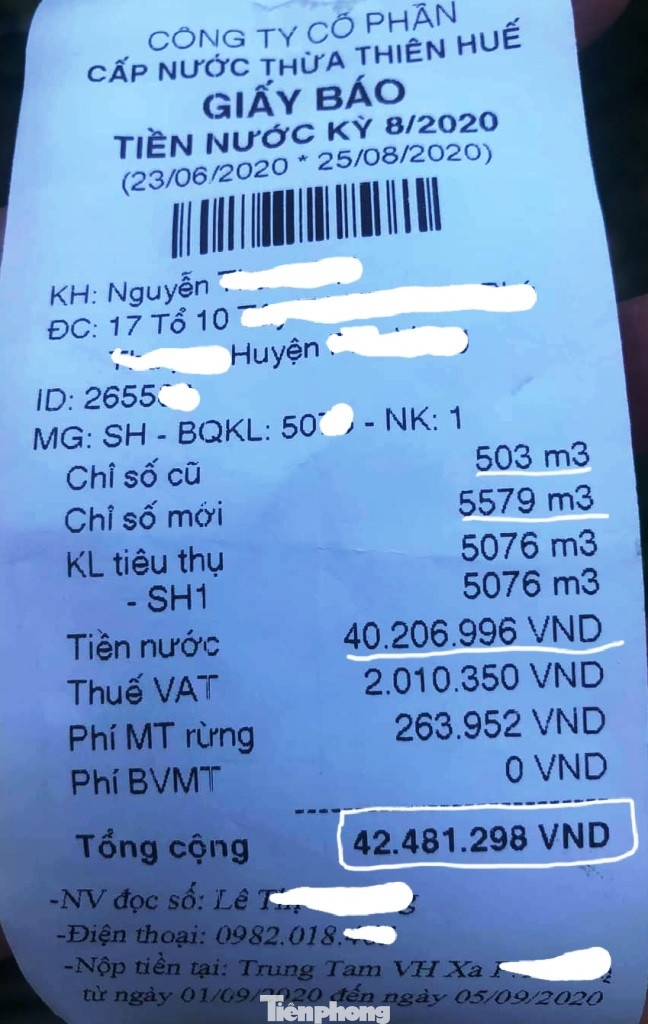 CÔNG TY CỔ PHẦN
CẤP NƯỚC THỪA THIÊN HUẾ
GIẤY BÁO
TIỀN NƯỚC KỲ 8/2020
(23/06/2020 * 25/08/2020)
KH: Nguyễn
ĐC: 17 Tổ 10
Huyện
ID: 2655
MG: SH - BQKL: 50 - NK: 1
Chỉ số cũ 503 m3
Chỉ số mới 5579 m3
KL tiêu thụ 5076 m3
- SH1 5076 m3
Tiền nước 40.206.996 VND
Thuế VAT 2.010.350 VND
Phí MT rừng 263.952 VND
Phí BVMT 0 VND
Tổng cộng 42.481.298 VND
-NV đọc số: Lê
-Điện thoại: 0982.018.
-Nộp tiền tại: Trung Tam VH Xa
từ ngày 01/09/2020 đến ngày 05/09/2020
Tiềnphong